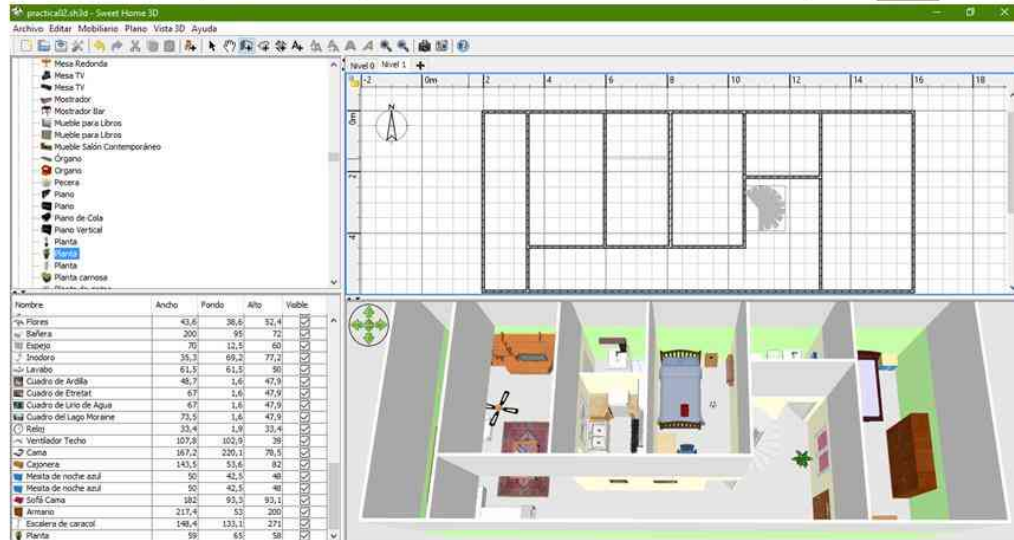 practica02.sh3d - Sweet Home 3D
Archivo Editar Mobiliario Plano Vista 3D Ayuda
Mesa Redonda
Mesa TV
Mesa TV
Mostrador
Mostrador Bar
Mueble para Libros
Mueble para Libros
Mueble Salón Contemporáneo
Órgano
Órgano
Pecera
Piano
Piano
Piano de Cola
Piano Vertical
Planta
Planta
Planta
Planta carnosa
Nivel 0 Nivel 1
-2 0m 2 4 6 8 10 12 14 16 18
N
0m
2
4
Nombre Ancho Fondo Alto Visible
Flores 43,6 38,6 52,4
Bañera 200 95 72
Espejo 70 12,5 60
Inodoro 35,3 69,2 77,2
Lavabo 61,5 61,5 50
Cuadro de Ardilla 48,7 1,6 47,9
Cuadro de Etretat 67 1,6 47,9
Cuadro de Lirio de Agua 67 1,6 47,9
Cuadro del Lago Moraine 73,5 1,6 47,9
Reloj 33,4 1,9 33,4
Ventilador Techo 107,8 102,9 39
Cama 167,2 220,1 78,5
Cajonera 143,5 53,6 82
Mesita de noche azul 50 42,5 48
Mesita de noche azul 50 42,5 48
Sofá Cama 182 93,3 93,1
Armario 217,4 53 200
Escalera de caracol 148,4 133,1 271
Planta 59 65 58